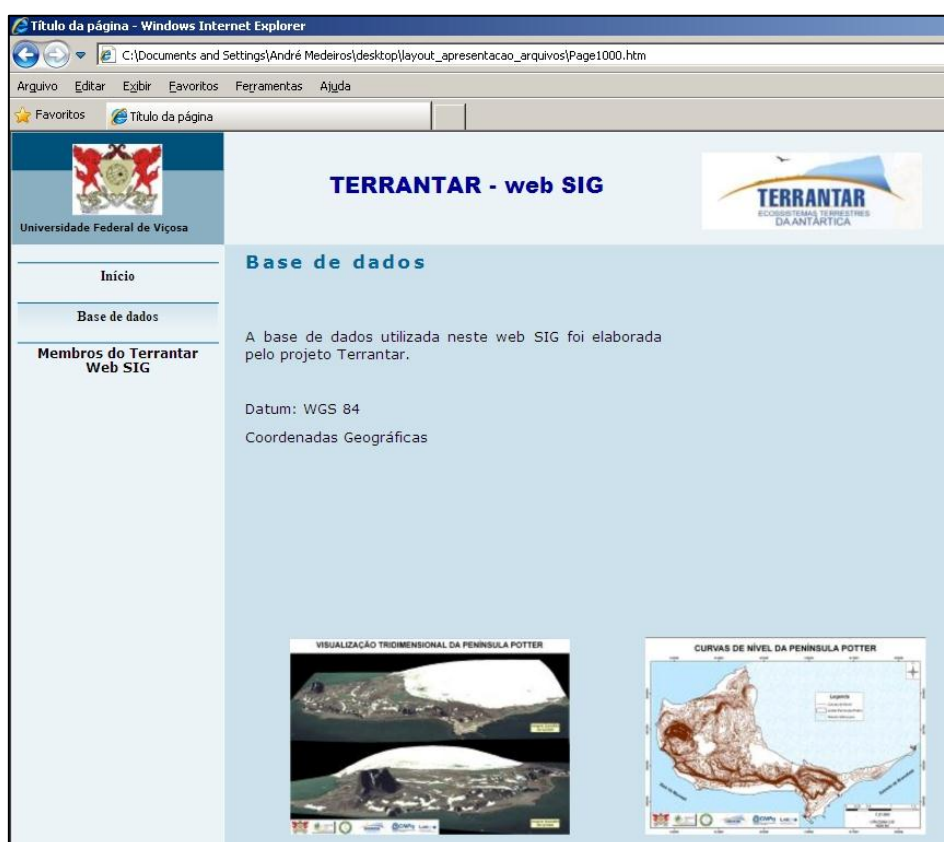 Título da página - Windows Internet Explorer
C:\Documents and Settings\André Medeiros\desktop\layout_apresentacao_arquivos\Page1000.htm
Arquivo Editar Exibir Favoritos Ferramentas Ajuda
Favoritos Título da página
Universidade Federal de Viçosa
TERRANTAR - web SIG
TERRANTAR
ECOSSISTEMAS TERRESTRES
DA ANTÁRTICA
Início
Base de dados
Membros do Terrantar
Web SIG
Base de dados
A base de dados utilizada neste web SIG foi elaborada
pelo projeto Terrantar.
Datum: WGS 84
Coordenadas Geográficas
VISUALIZAÇÃO TRIDIMENSIONAL DA PENÍNSULA POTTER
CURVAS DE NÍVEL DA PENÍNSULA POTTER
Legenda